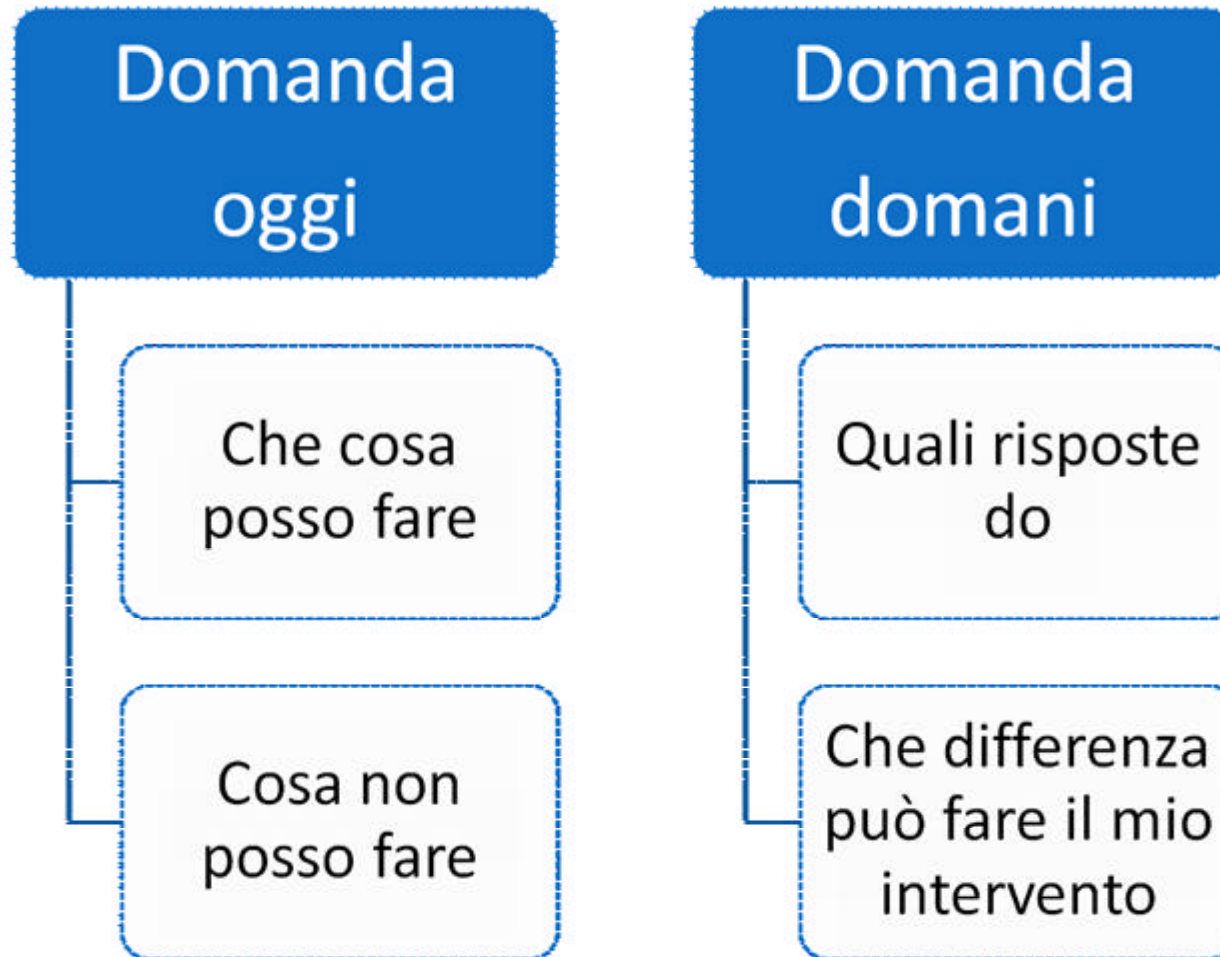 Domanda
oggi
Che cosa
posso fare
Cosa non
posso fare
Domanda
domani
Quali risposte
do
Che differenza
può fare il mio
intervento